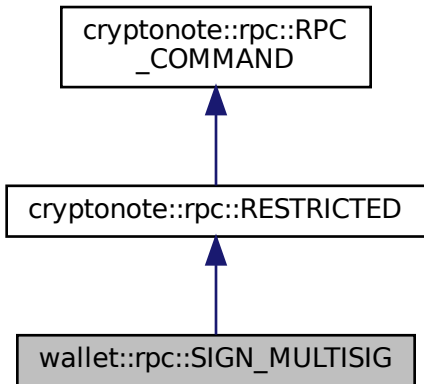 cryptonote::rpc::RPC
_COMMAND
cryptonote::rpc::RESTRICTED
wallet::rpc::SIGN_MULTISIG